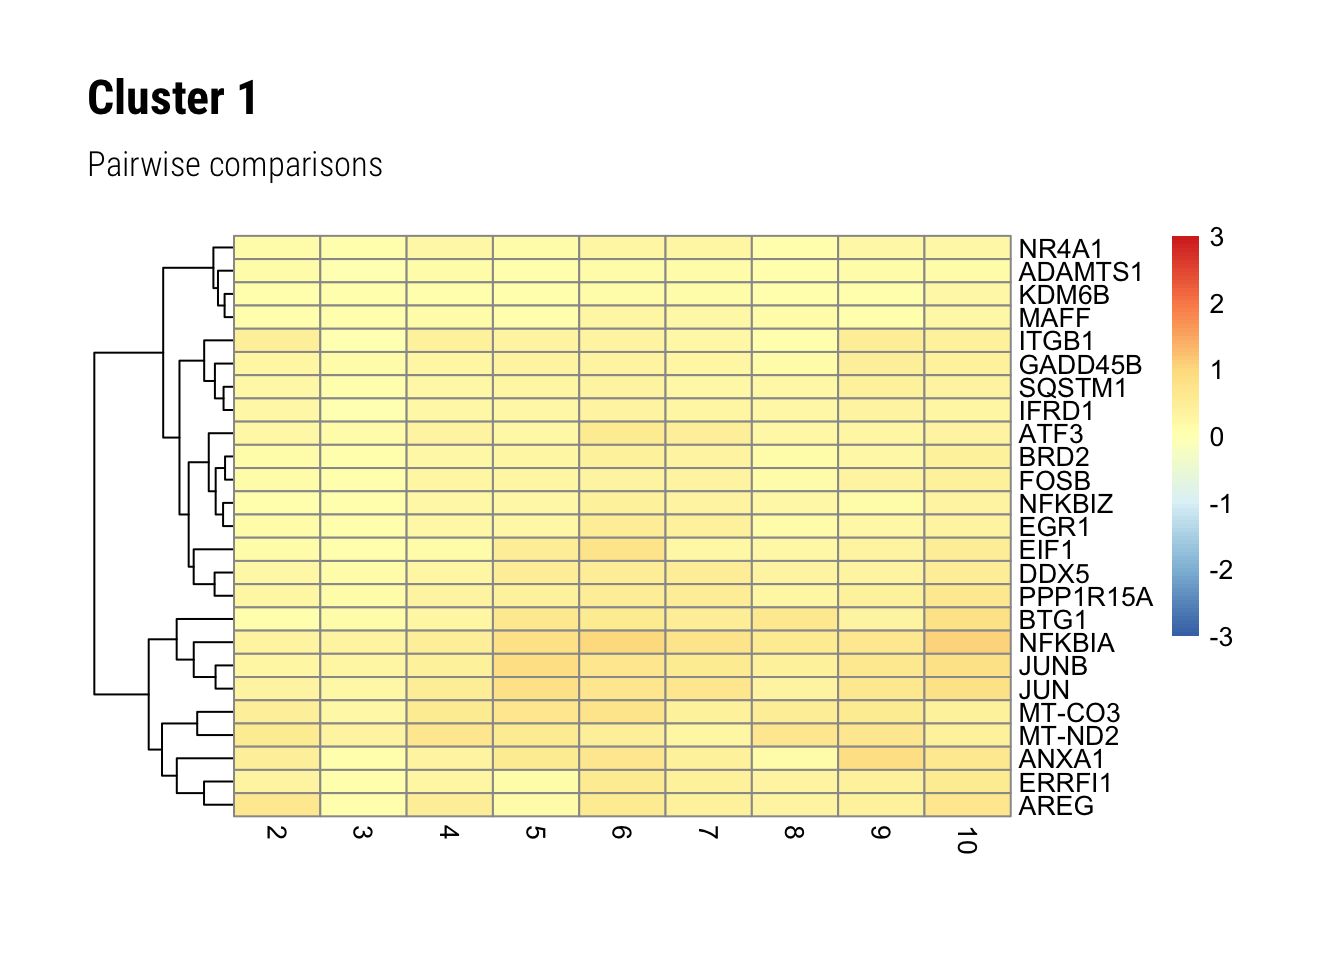 Cluster 1
Pairwise comparisons
NR4A1
ADAMTS1
KDM6B
MAFF
ITGB1
GADD45B
SQSTM1
IFRD1
ATF3
BRD2
FOSB
NFKBIZ
EGR1
EIF1
DDX5
PPP1R15A
BTG1
NFKBIA
JUNB
JUN
MT-CO3
MT-ND2
ANXA1
ERRFI1
AREG
3
2
1
0
-1
-2
-3
2 3 4 5 6 7 8 9 10